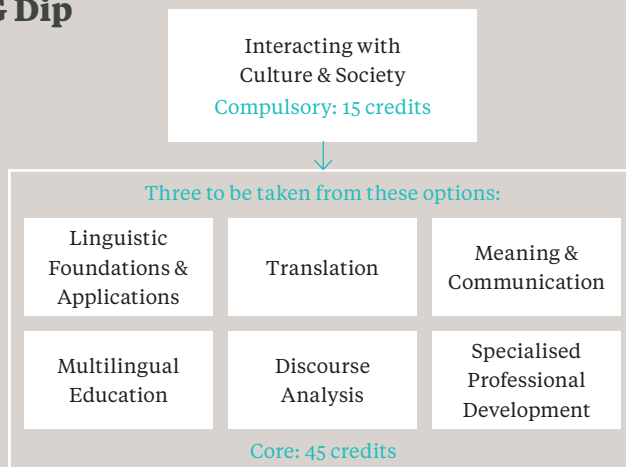 Dip
Interacting with
Culture & Society
Compulsory: 15 credits
Three to be taken from these options:
Linguistic
Foundations &
Applications
Translation
Meaning &
Communication
Multilingual
Education
Discourse
Analysis
Specialised
Professional
Development
Core: 45 credits